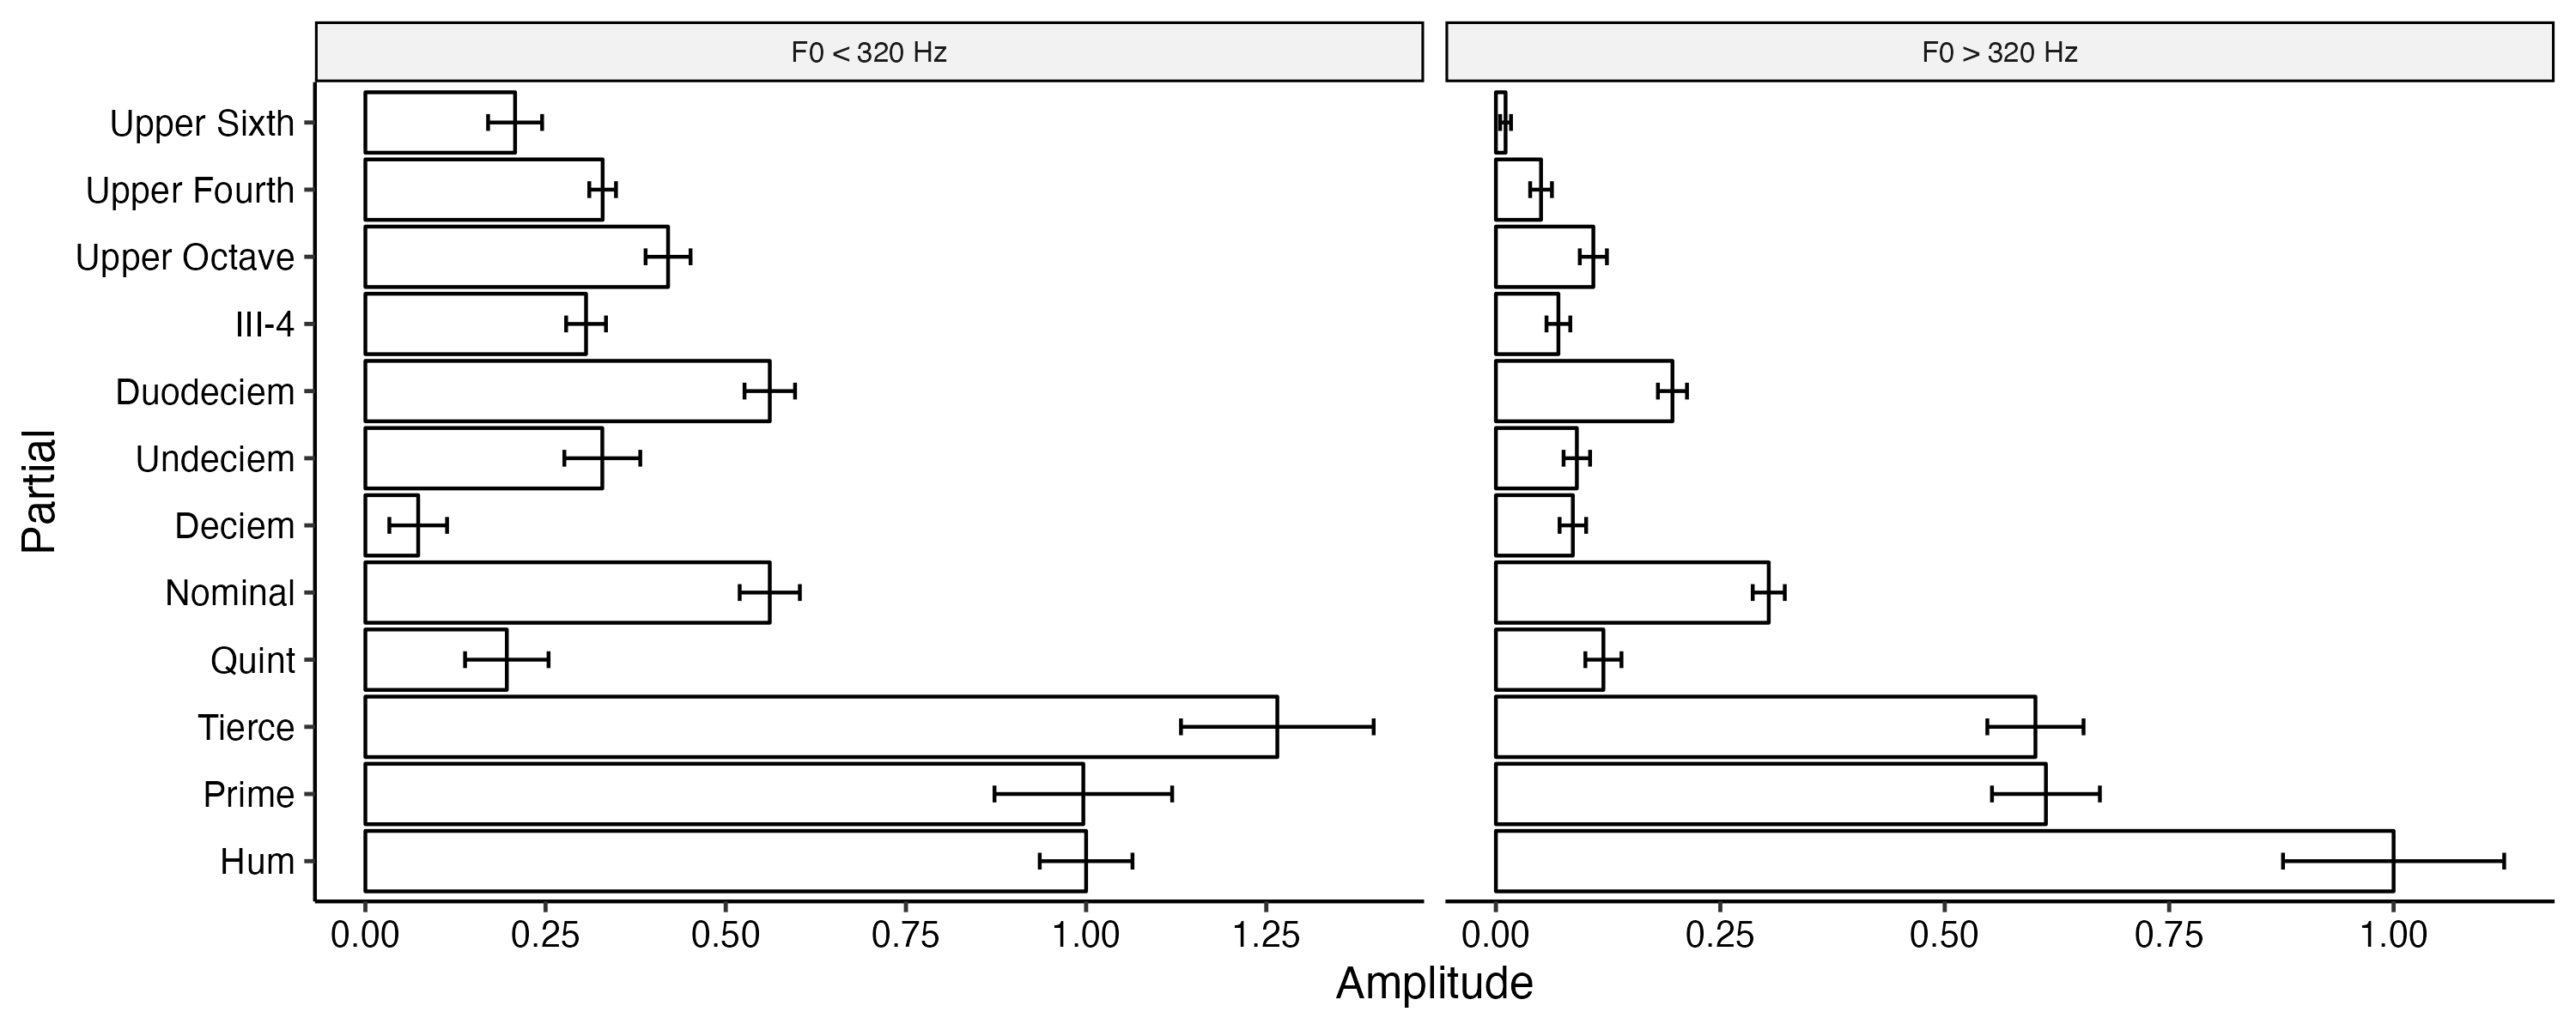 F0 < 320 Hz
F0 > 320 Hz
Partial
Upper Sixth
Upper Fourth
Upper Octave
III-4
Duodeciem
Undeciem
Deciem
Nominal
Quint
Tierce
Prime
Hum
0.00 0.25 0.50 0.75 1.00 1.25
0.00 0.25 0.50 0.75 1.00
Amplitude